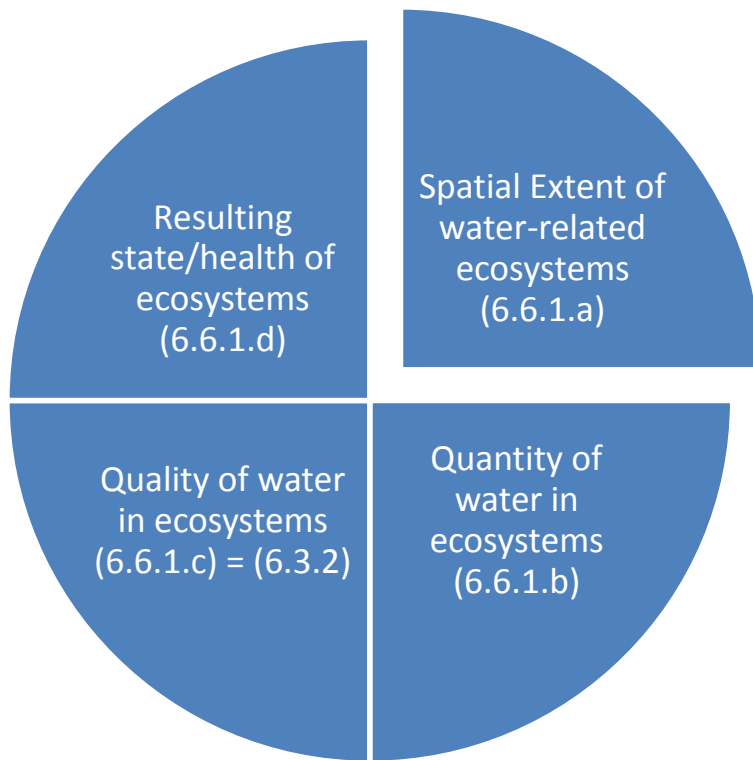 Spatial Extent of
water-related
ecosystems
(6.6.1.a)
Quantity of
water in
ecosystems
(6.6.1.b)
Quality of water
in ecosystems
(6.6.1.c) = (6.3.2)
Resulting
state/health of
ecosystems
(6.6.1.d)